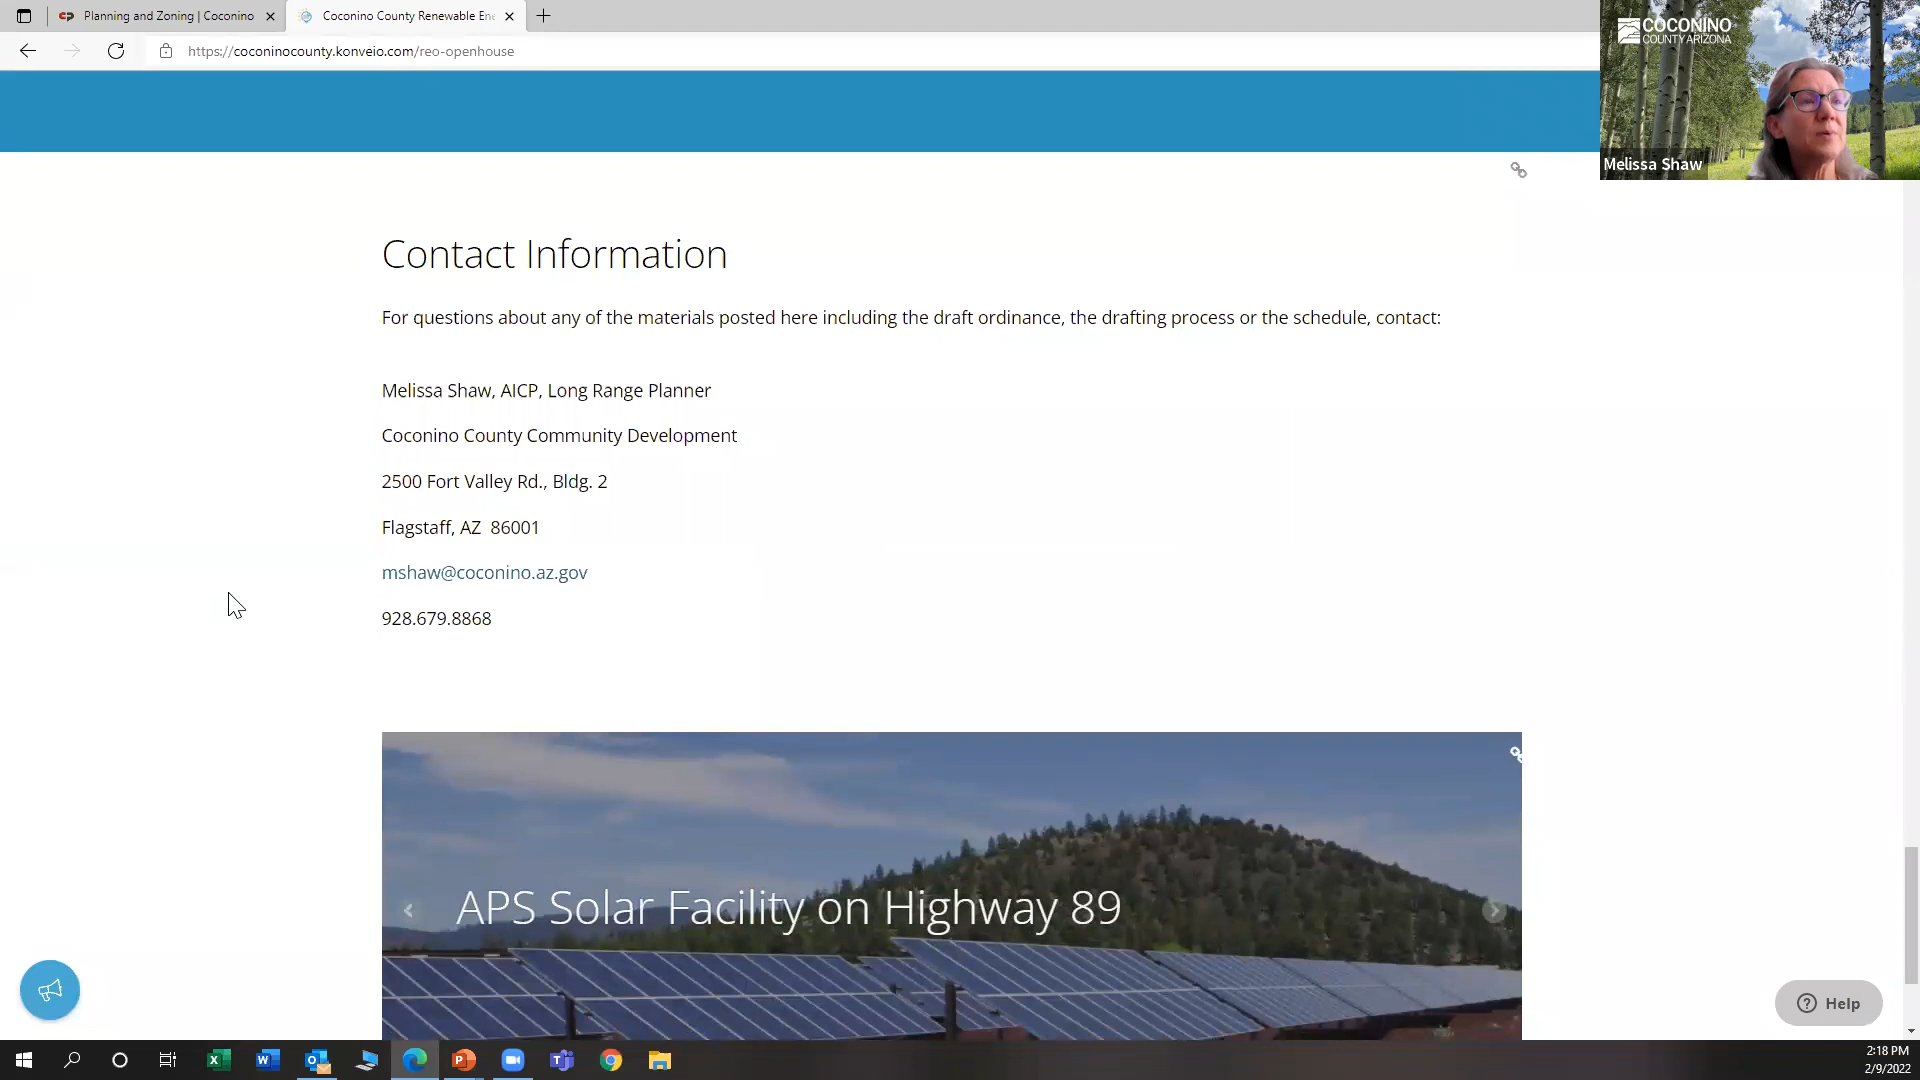 Planning and Zoning | Coconino
Coconino County Renewable Ene
https://coconinocounty.konveio.com/reo-openhouse
COCONINO
COUNTY ARIZONA
Melissa Shaw
Contact Information
For questions about any of the materials posted here including the draft ordinance, the drafting process or the schedule, contact:
Melissa Shaw, AICP, Long Range Planner
Coconino County Community Development
2500 Fort Valley Rd., Bldg. 2
Flagstaff, AZ  86001
mshaw@coconino.az.gov
928.679.8868
APS Solar Facility on Highway 89
Help
2:18 PM
2/9/2022